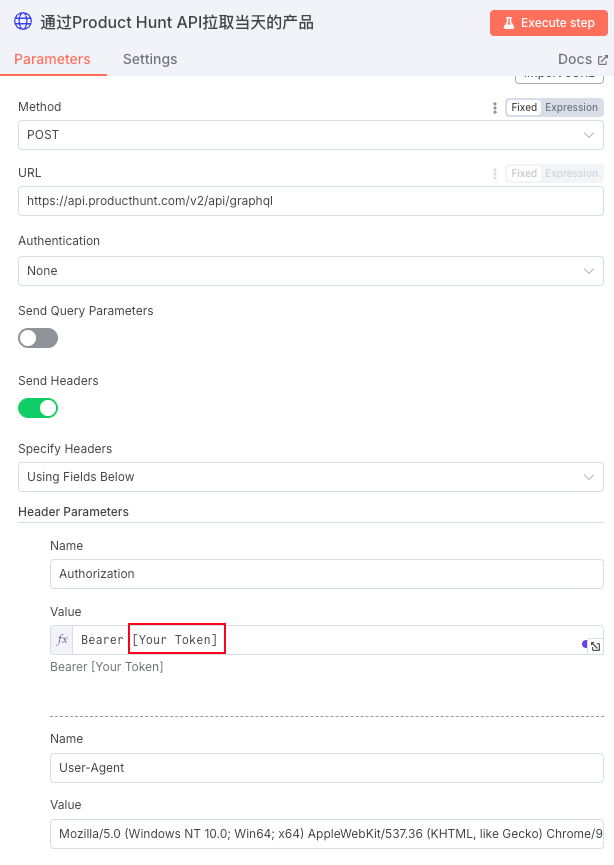 通过Product Hunt API拉取当天的产品
Execute step
Parameters Settings Docs
Import cURL
Method
Fixed Expression
POST
URL
Fixed Expression
https://api.producthunt.com/v2/api/graphql
Authentication
None
Send Query Parameters
Send Headers
Specify Headers
Using Fields Below
Header Parameters
Name
Authorization
Value
fx Bearer [Your Token]
Bearer [Your Token]
Name
User-Agent
Value
Mozilla/5.0 (Windows NT 10.0; Win64; x64) AppleWebKit/537.36 (KHTML, like Gecko) Chrome/9